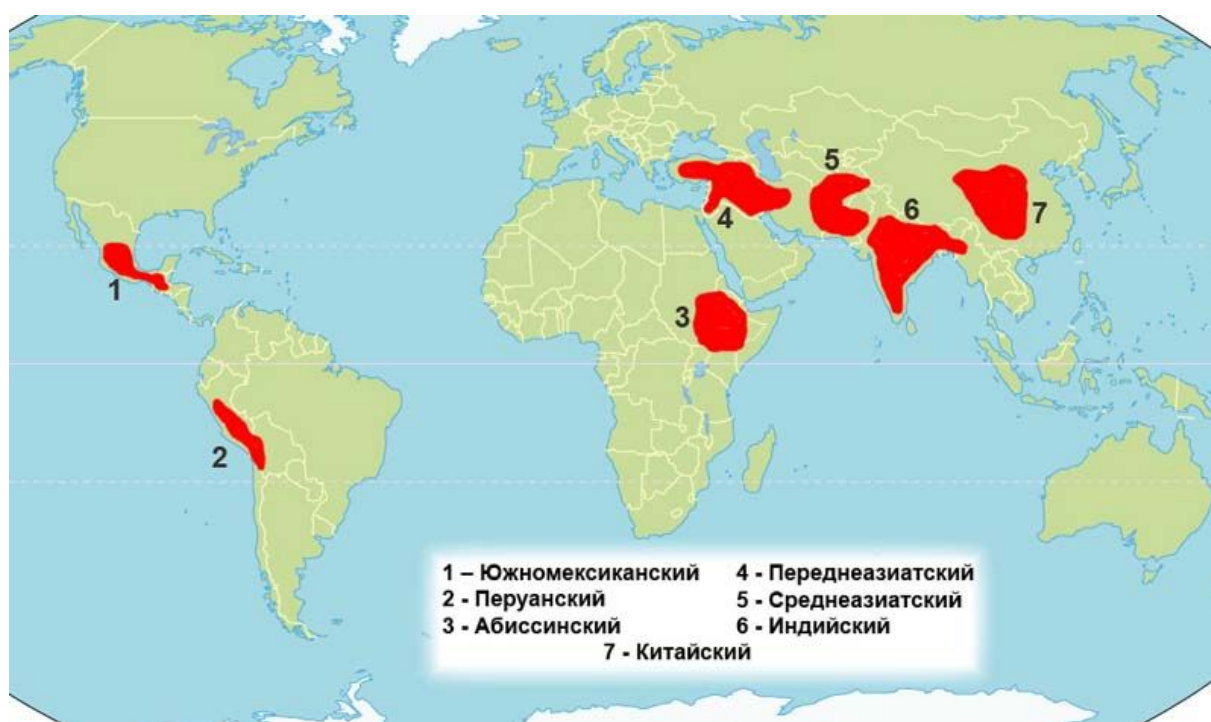 5
6
7
4
1
3
2
1 – Южномексиканский 4 - Переднеазиатский
2 - Перуанский 5 - Среднеазиатский
3 - Абиссинский 6 - Индийский
7 - Китайский